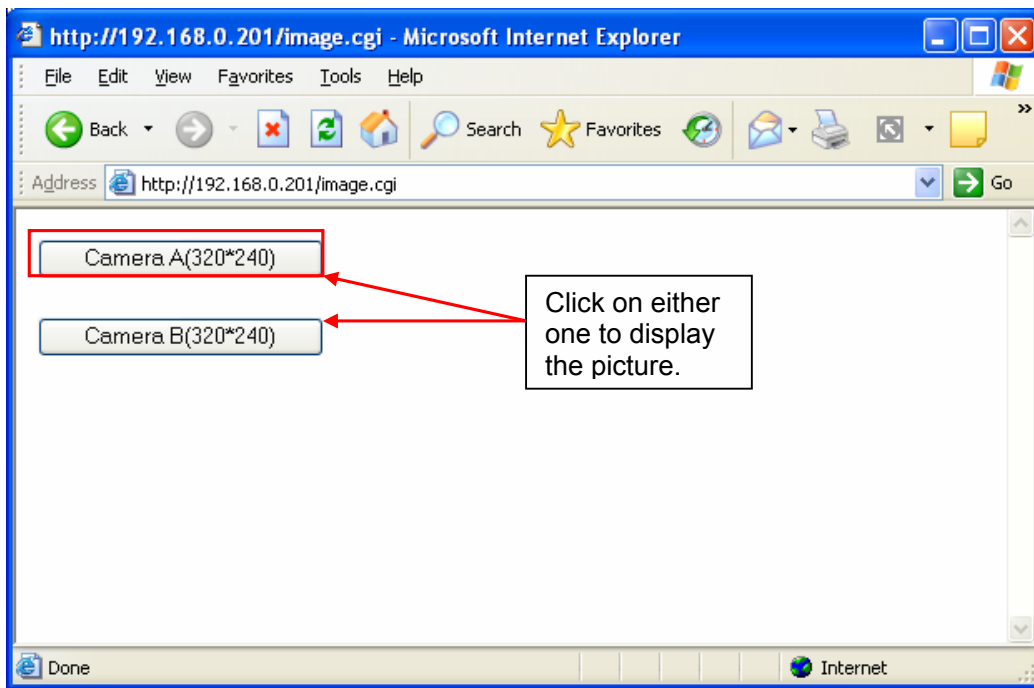 http://192.168.0.201/image.cgi - Microsoft Internet Explorer
File Edit View Favorites Tools Help
Back Search Favorites »
Address http://192.168.0.201/image.cgi Go
Camera A(320*240)
Click on either
one to display
the picture.
Camera B(320*240)
Done Internet